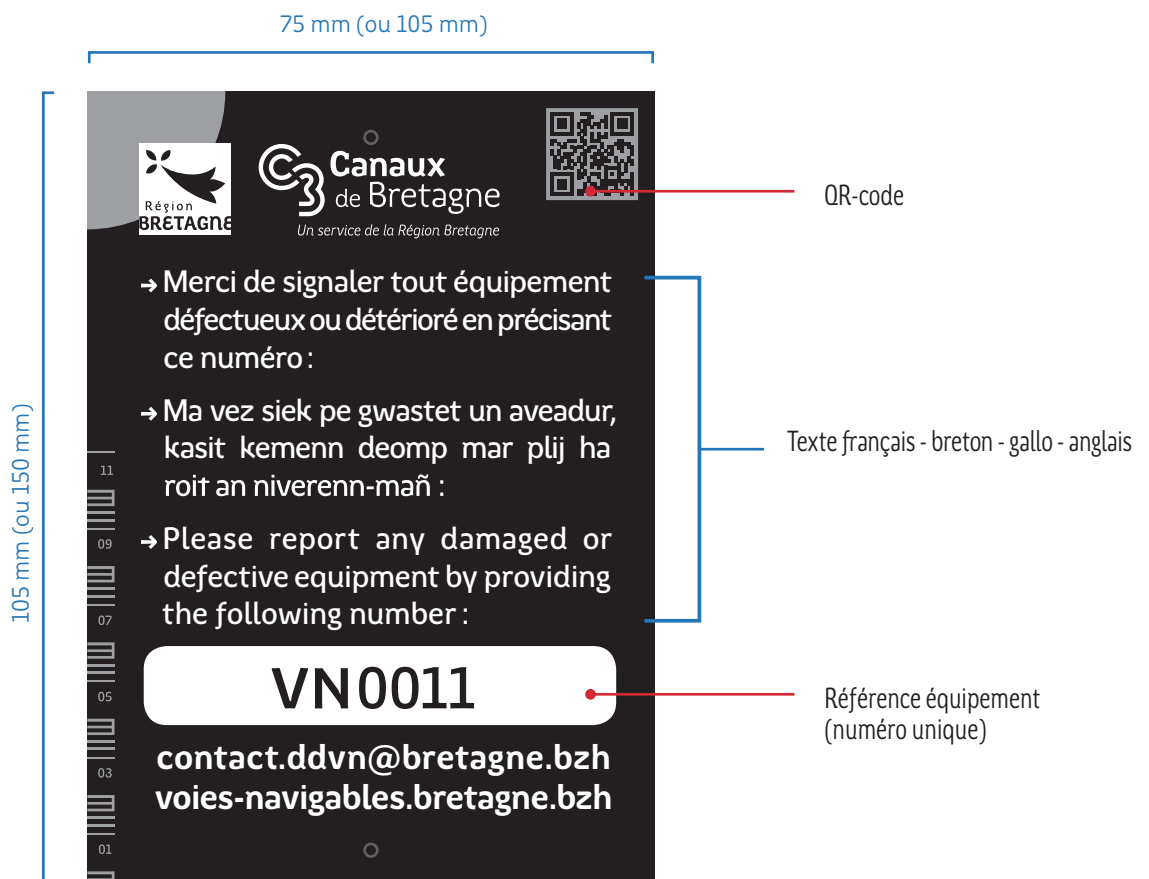 75 mm (ou 105 mm)
105 mm (ou 150 mm)
Région
BRETAGNE
Canaux
de Bretagne
Un service de la Région Bretagne
QR-code
→ Merci de signaler tout équipement
défectueux ou détérioré en précisant
ce numéro :
→ Ma vez siek pe gwastet un aveadur,
kasit kemenn deomp mar plij ha
roit an niverenn-mañ :
→ Please report any damaged or
defective equipment by providing
the following number :
Texte français - breton - gallo - anglais
11
09
07
05
03
01
VN0011
Référence équipement
(numéro unique)
contact.ddvn@bretagne.bzh
voies-navigables.bretagne.bzh